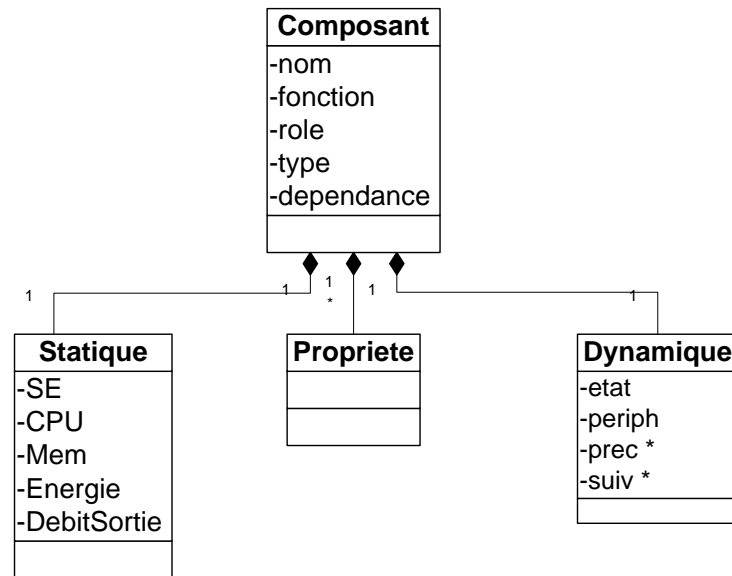 Composant
-nom
-fonction
-role
-type
-dependance
1
1
1
*
1
1
Statique
-SE
-CPU
-Mem
-Energie
-DebitSortie
Propriete
Dynamique
-etat
-periph
-prec *
-suiv *